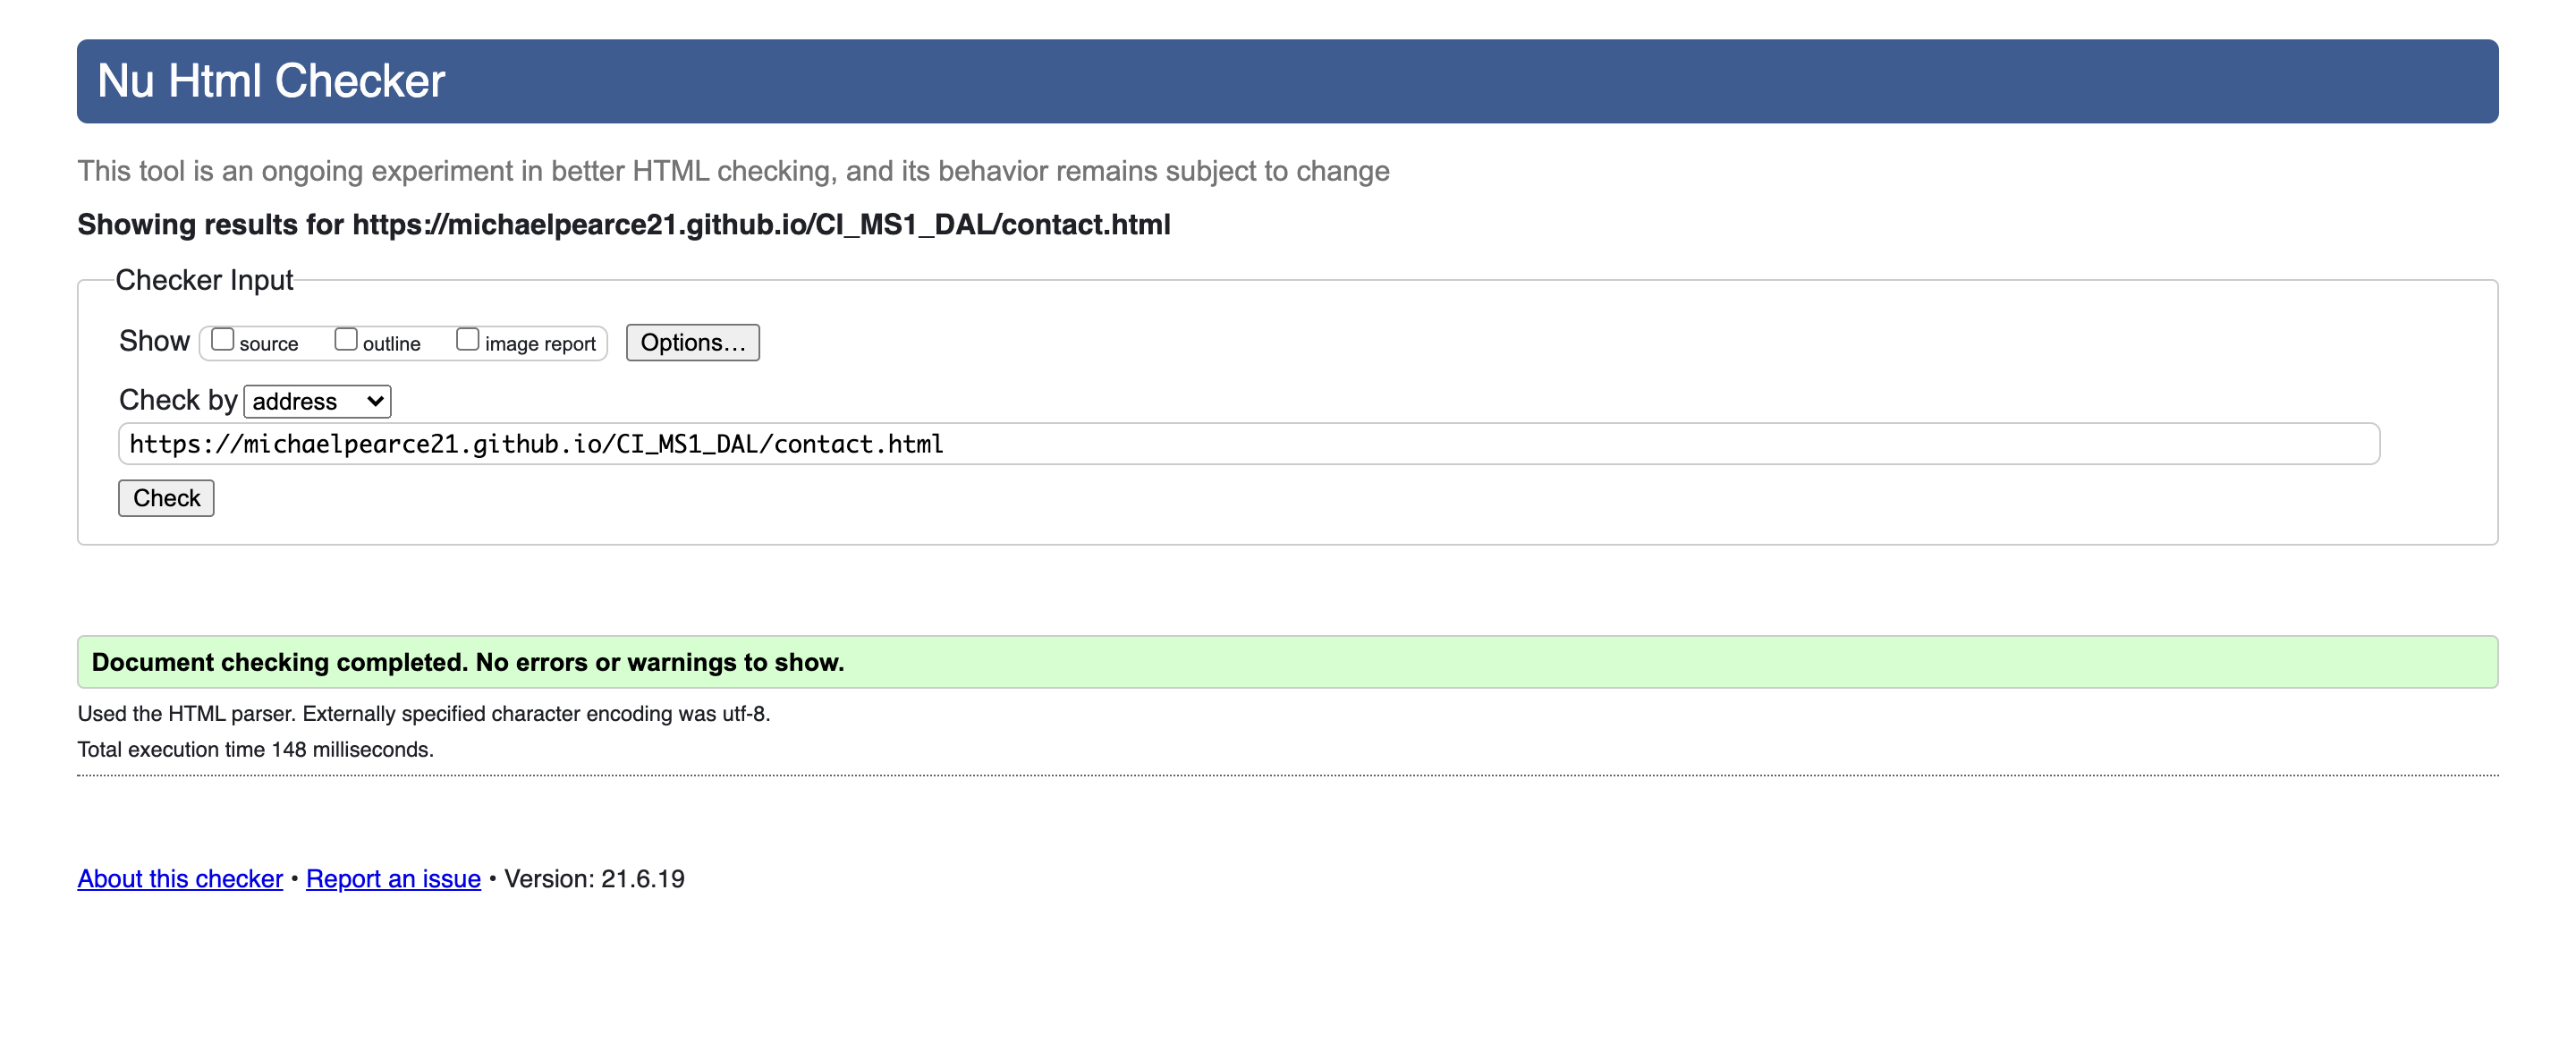 Nu Html Checker
This tool is an ongoing experiment in better HTML checking, and its behavior remains subject to change
Showing results for https://michaelpearce21.github.io/CI_MS1_DAL/contact.html
Checker Input
Show source outline image report Options...
Check by address
https://michaelpearce21.github.io/CI_MS1_DAL/contact.html
Check
Document checking completed. No errors or warnings to show.
Used the HTML parser. Externally specified character encoding was utf-8.
Total execution time 148 milliseconds.
About this checker • Report an issue • Version: 21.6.19